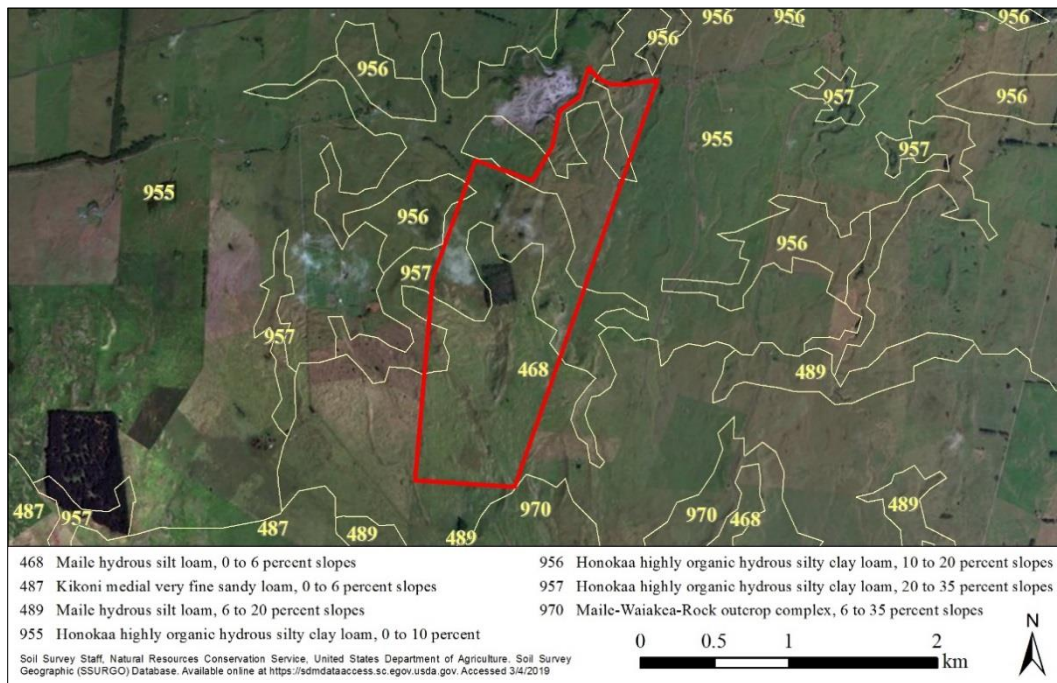 956 956 956
956
956
957 956
955
957
955
956
956
957
957
468
489
487
957
487
489
489
970
970
468
489
468 Maile hydrous silt loam, 0 to 6 percent slopes
487 Kikoni medial very fine sandy loam, 0 to 6 percent slopes
489 Maile hydrous silt loam, 6 to 20 percent slopes
955 Honokaa highly organic hydrous silty clay loam, 0 to 10 percent
956 Honokaa highly organic hydrous silty clay loam, 10 to 20 percent slopes
957 Honokaa highly organic hydrous silty clay loam, 20 to 35 percent slopes
970 Maile-Waiakea-Rock outcrop complex, 6 to 35 percent slopes
Soil Survey Staff, Natural Resources Conservation Service, United States Department of Agriculture. Soil Survey
Geographic (SSURGO) Database. Available online at https://sdmdataaccess.sc.egov.usda.gov. Accessed 3/4/2019
0 0.5 1 2
km
N